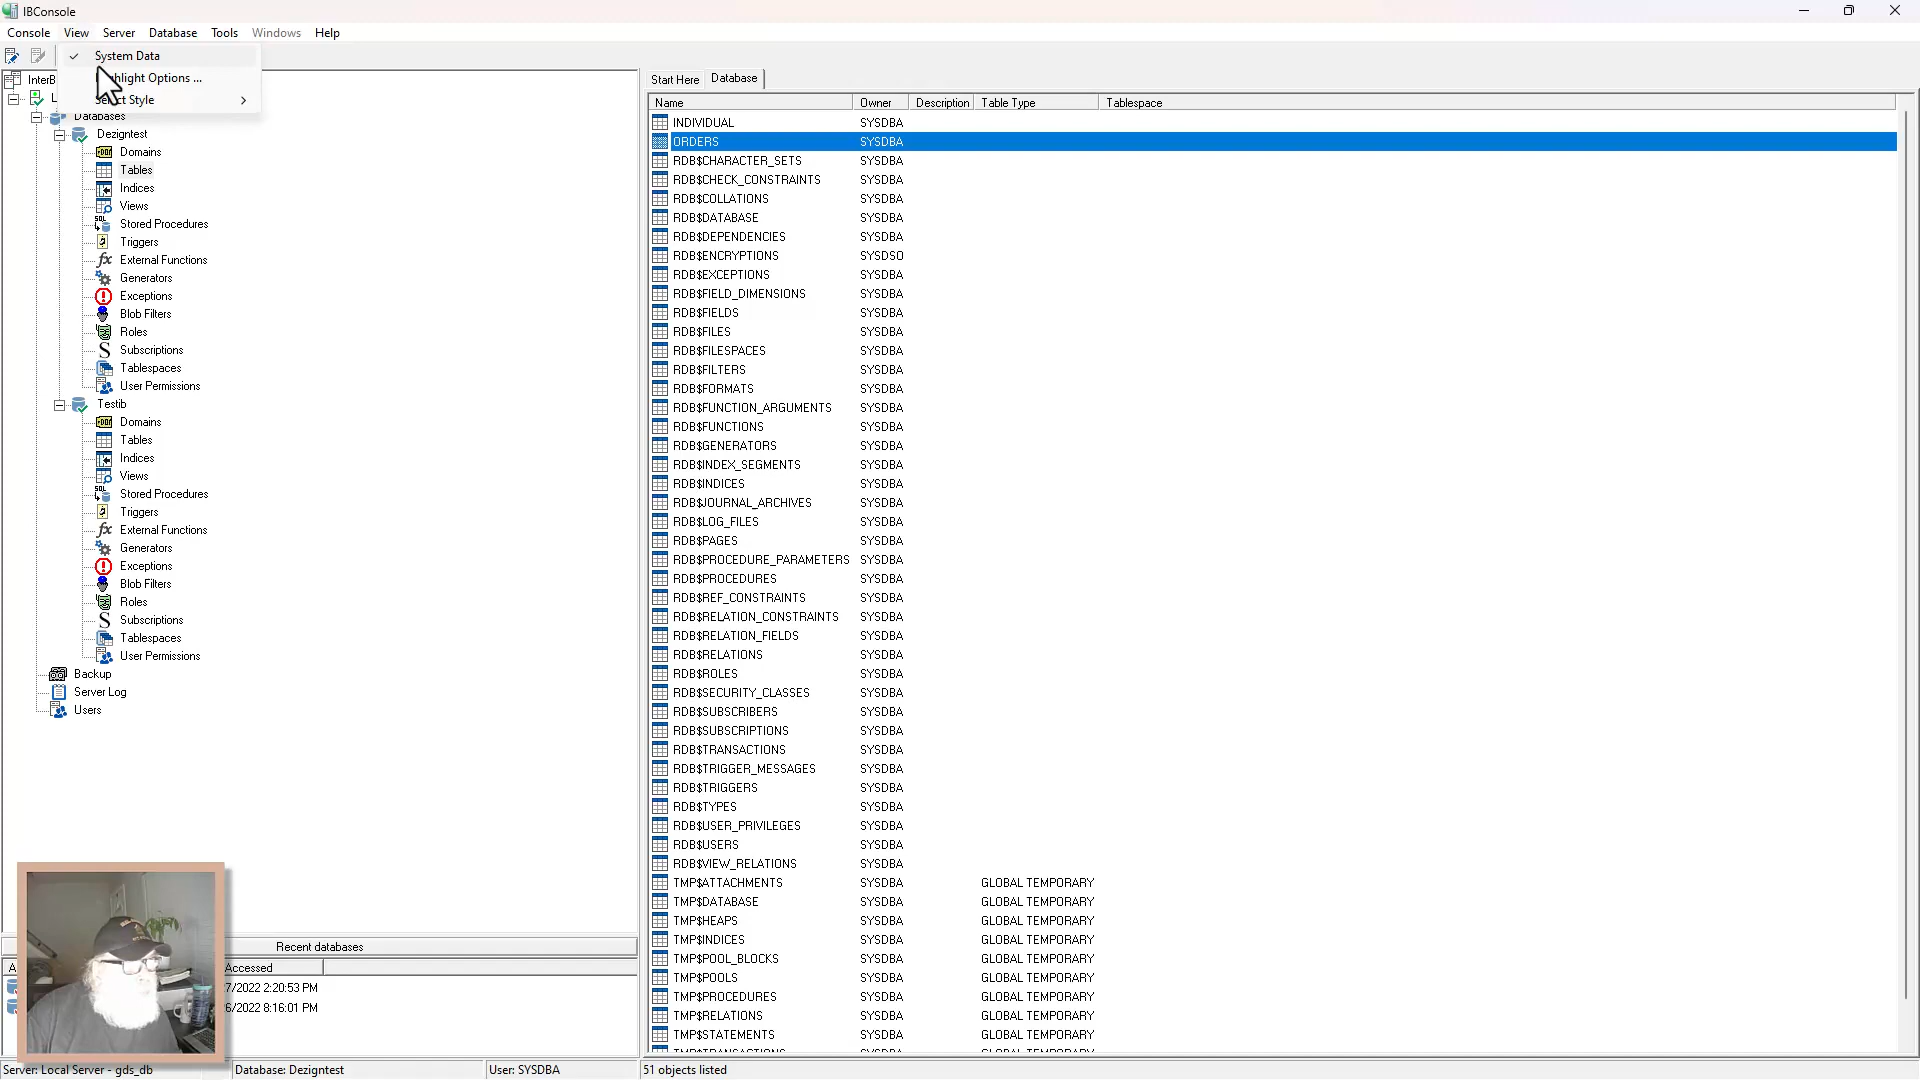 IBConsole
Console View Server Database Tools Windows Help
System Data
hlight Options ...
Style
InterB
L
Databases
Dezigntest
Domains
Tables
Indices
Views
Stored Procedures
Triggers
External Functions
Generators
Exceptions
Blob Filters
Roles
Subscriptions
Tablespaces
User Permissions
Testib
Domains
Tables
Indices
Views
Stored Procedures
Triggers
External Functions
Generators
Exceptions
Blob Filters
Roles
Subscriptions
Tablespaces
User Permissions
Backup
Server Log
Users
Recent databases
A Accessed
7/2022 2:20:53 PM
6/2022 8:16:01 PM
Start Here Database
Name Owner Description Table Type Tablespace
INDIVIDUAL SYSDBA
ORDERS SYSDBA
RDB$CHARACTER_SETS SYSDBA
RDB$CHECK_CONSTRAINTS SYSDBA
RDB$COLLATIONS SYSDBA
RDB$DATABASE SYSDBA
RDB$DEPENDENCIES SYSDBA
RDB$ENCRYPTIONS SYSDSO
RDB$EXCEPTIONS SYSDBA
RDB$FIELD_DIMENSIONS SYSDBA
RDB$FIELDS SYSDBA
RDB$FILES SYSDBA
RDB$FILESPACES SYSDBA
RDB$FILTERS SYSDBA
RDB$FORMATS SYSDBA
RDB$FUNCTION_ARGUMENTS SYSDBA
RDB$FUNCTIONS SYSDBA
RDB$GENERATORS SYSDBA
RDB$INDEX_SEGMENTS SYSDBA
RDB$INDICES SYSDBA
RDB$JOURNAL_ARCHIVES SYSDBA
RDB$LOG_FILES SYSDBA
RDB$PAGES SYSDBA
RDB$PROCEDURE_PARAMETERS SYSDBA
RDB$PROCEDURES SYSDBA
RDB$REF_CONSTRAINTS SYSDBA
RDB$RELATION_CONSTRAINTS SYSDBA
RDB$RELATION_FIELDS SYSDBA
RDB$RELATIONS SYSDBA
RDB$ROLES SYSDBA
RDB$SECURITY_CLASSES SYSDBA
RDB$SUBSCRIBERS SYSDBA
RDB$SUBSCRIPTIONS SYSDBA
RDB$TRANSACTIONS SYSDBA
RDB$TRIGGER_MESSAGES SYSDBA
RDB$TRIGGERS SYSDBA
RDB$TYPES SYSDBA
RDB$USER_PRIVILEGES SYSDBA
RDB$USERS SYSDBA
RDB$VIEW_RELATIONS SYSDBA
TMP$ATTACHMENTS SYSDBA GLOBAL TEMPORARY
TMP$DATABASE SYSDBA GLOBAL TEMPORARY
TMP$HEAPS SYSDBA GLOBAL TEMPORARY
TMP$INDICES SYSDBA GLOBAL TEMPORARY
TMP$POOL_BLOCKS SYSDBA GLOBAL TEMPORARY
TMP$POOLS SYSDBA GLOBAL TEMPORARY
TMP$PROCEDURES SYSDBA GLOBAL TEMPORARY
TMP$RELATIONS SYSDBA GLOBAL TEMPORARY
TMP$STATEMENTS SYSDBA GLOBAL TEMPORARY
TMP$TRANSACTIONS SYSDBA GLOBAL TEMPORARY
Server: Local Server - gds_db Database: Dezigntest User: SYSDBA 51 objects listed